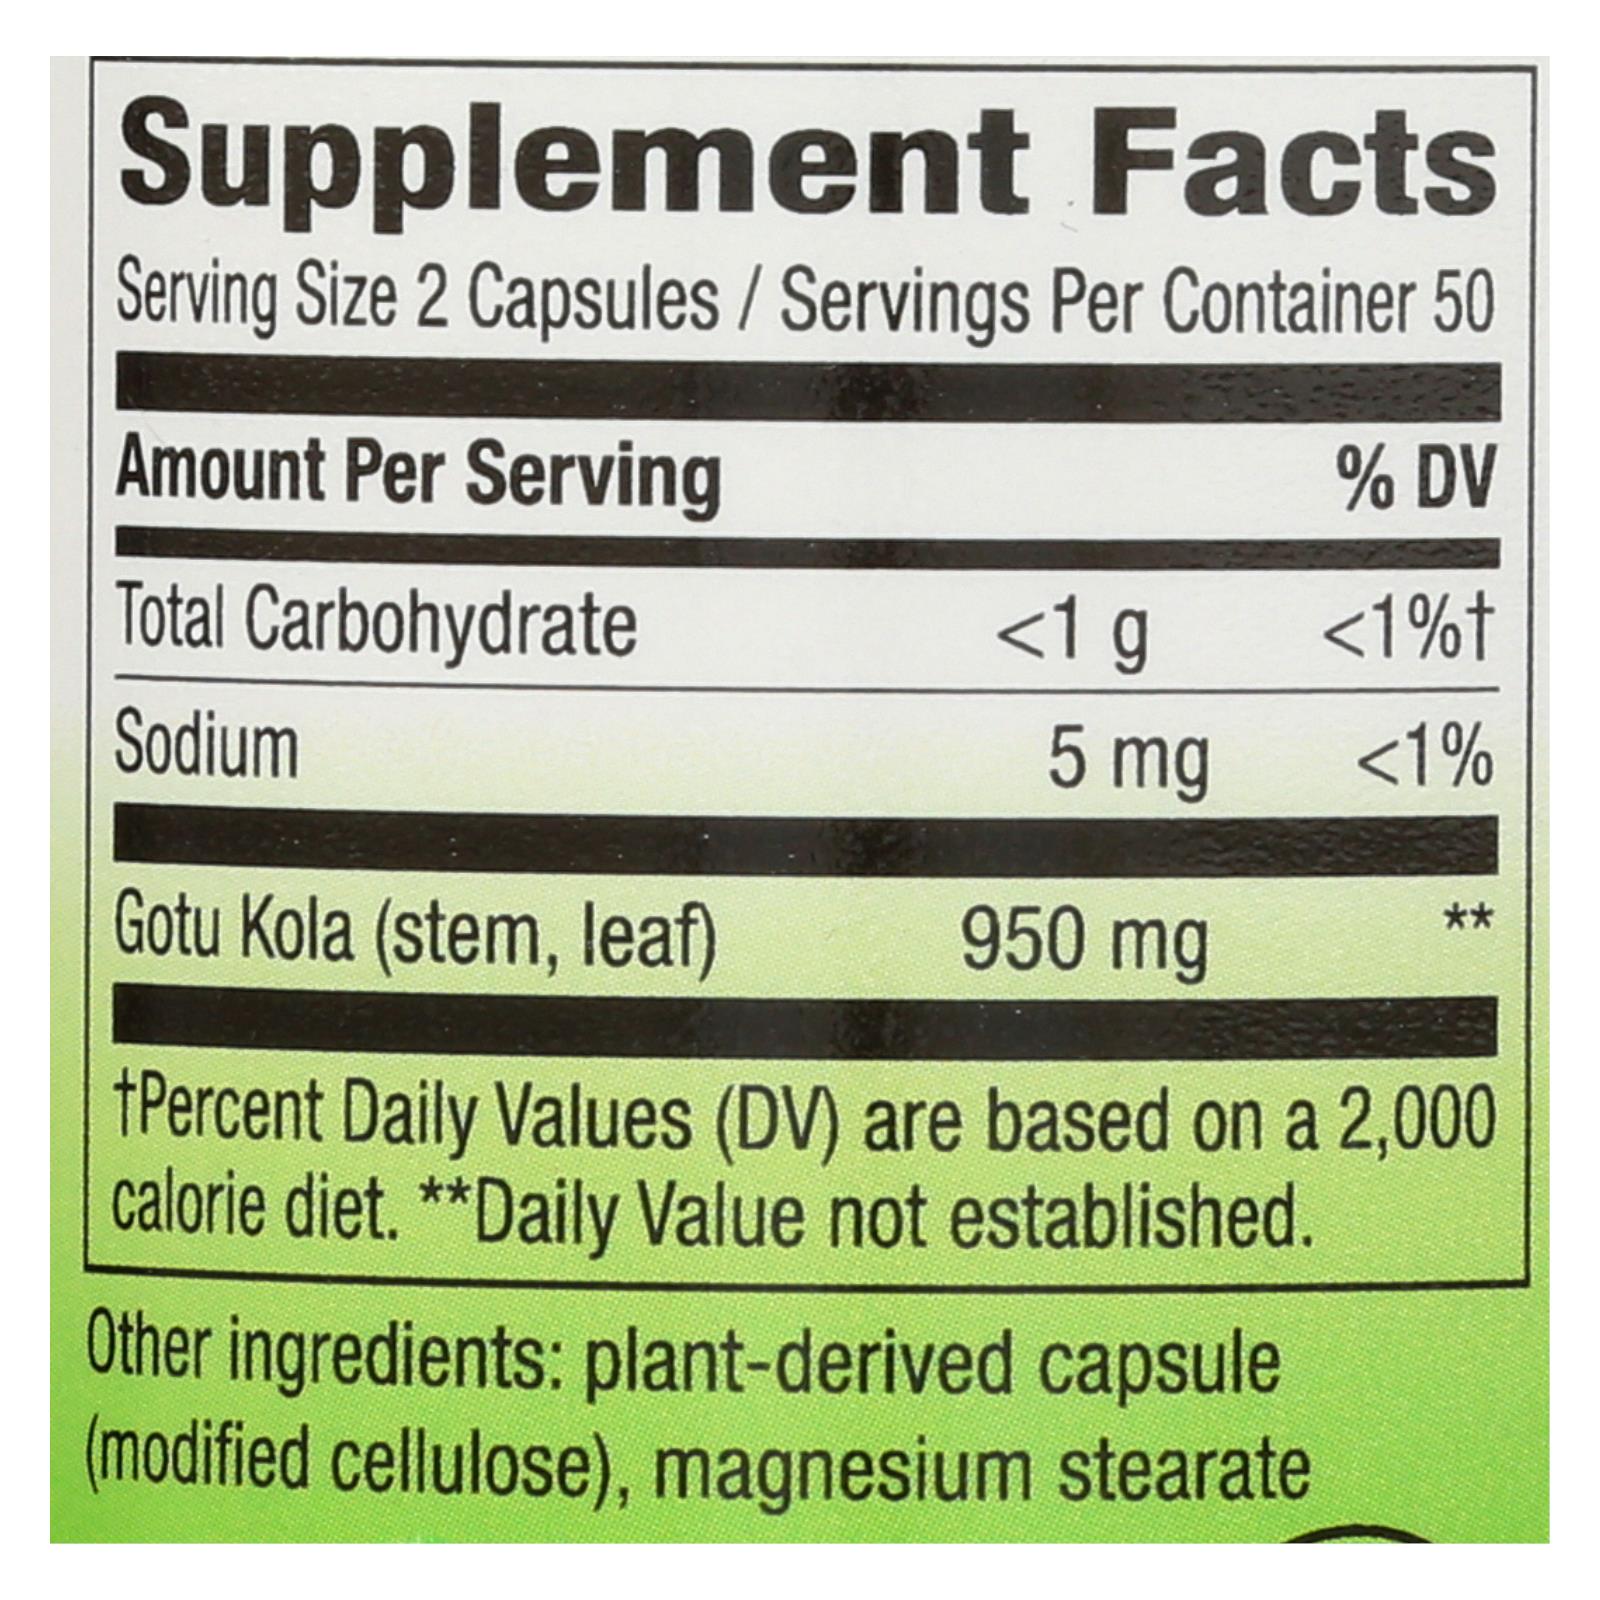 Supplement Facts
Serving Size 2 Capsules / Servings Per Container 50
Amount Per Serving % DV
Total Carbohydrate <1 g <1%†
Sodium 5 mg <1%
Gotu Kola (stem, leaf) 950 mg **
†Percent Daily Values (DV) are based on a 2,000
calorie diet. **Daily Value not established.
Other ingredients: plant-derived capsule
(modified cellulose), magnesium stearate